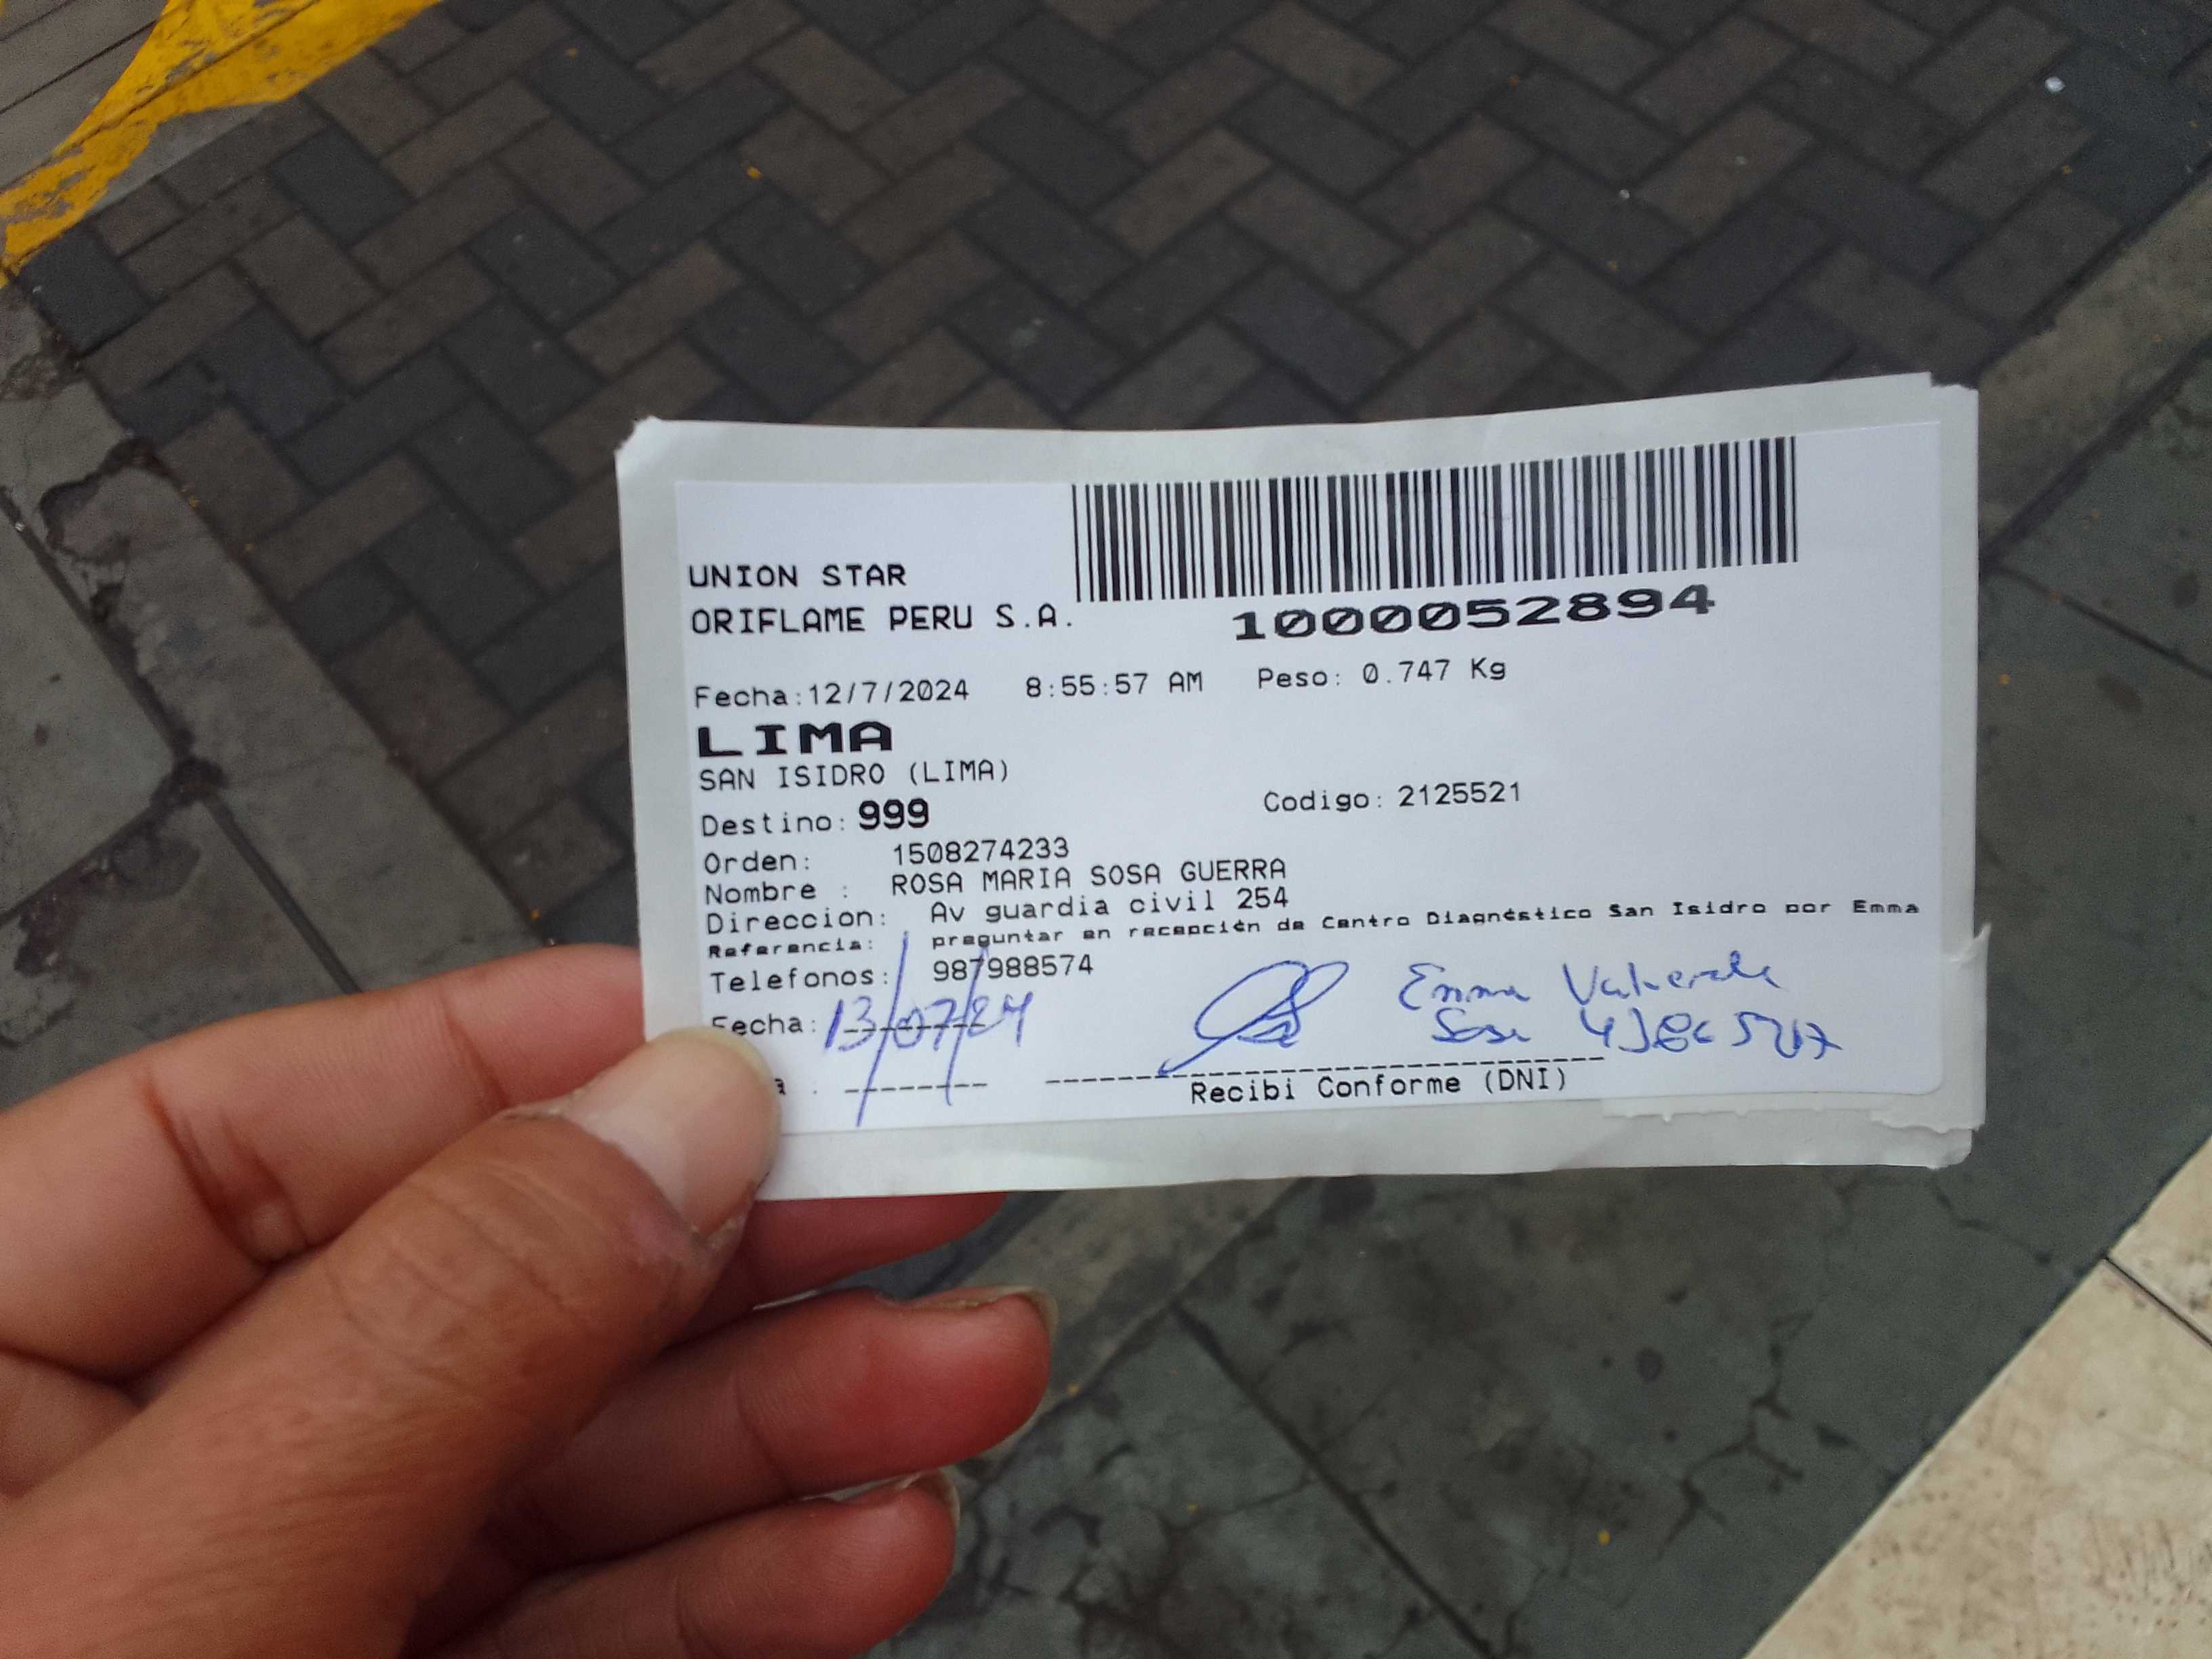 UNION STAR
ORIFLAME PERU S.A.
1000052894
Fecha:12/7/2024 8:55:57 AM Peso: 0.747 Kg
LIMA
SAN ISIDRO (LIMA)
Destino: 999 Codigo: 2125521
Orden: 1508274233
Nombre : ROSA MARIA SOSA GUERRA
Direccion: Av guardia civil 254
Referencia: preguntar en recepción de Centro Diagnéstico San Isidro por Emma
Telefonos: 987988574
Fecha: 13/07/24
Emma Valverde
Sosa
Recibi Conforme (DNI)